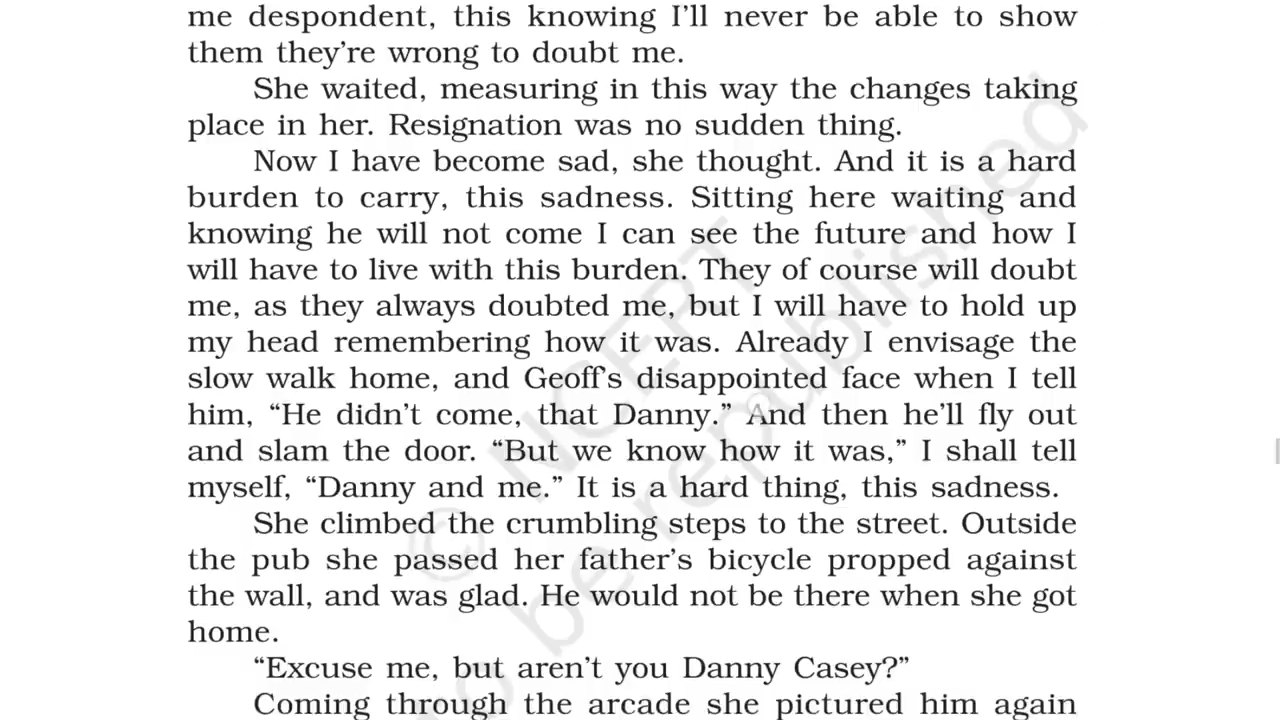 me despondent, this knowing I’ll never be able to show
them they’re wrong to doubt me.
She waited, measuring in this way the changes taking
place in her. Resignation was no sudden thing.
Now I have become sad, she thought. And it is a hard
burden to carry, this sadness. Sitting here waiting and
knowing he will not come I can see the future and how I
will have to live with this burden. They of course will doubt
me, as they always doubted me, but I will have to hold up
my head remembering how it was. Already I envisage the
slow walk home, and Geoff’s disappointed face when I tell
him, “He didn’t come, that Danny.” And then he’ll fly out
and slam the door. “But we know how it was,” I shall tell
myself, “Danny and me.” It is a hard thing, this sadness.
She climbed the crumbling steps to the street. Outside
the pub she passed her father’s bicycle propped against
the wall, and was glad. He would not be there when she got
home.
“Excuse me, but aren’t you Danny Casey?”
Coming through the arcade she pictured him again
© NCERT
to be republished